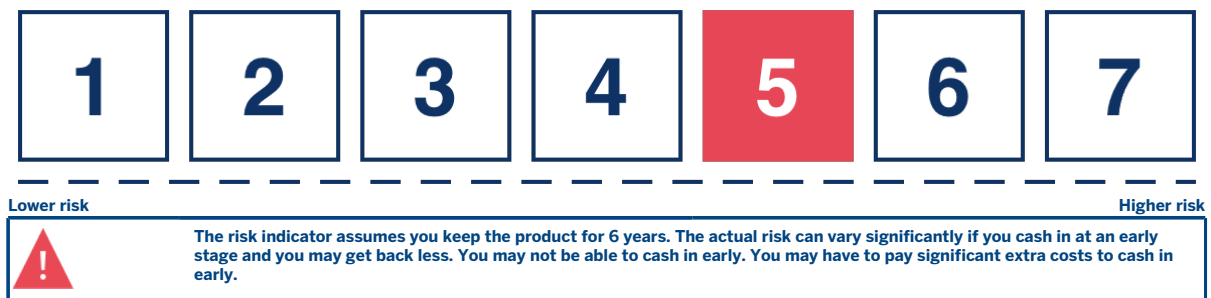 1 2 3 4 5 6 7
Lower risk Higher risk
The risk indicator assumes you keep the product for 6 years. The actual risk can vary significantly if you cash in at an early
stage and you may get back less. You may not be able to cash in early. You may have to pay significant extra costs to cash in
early.
!